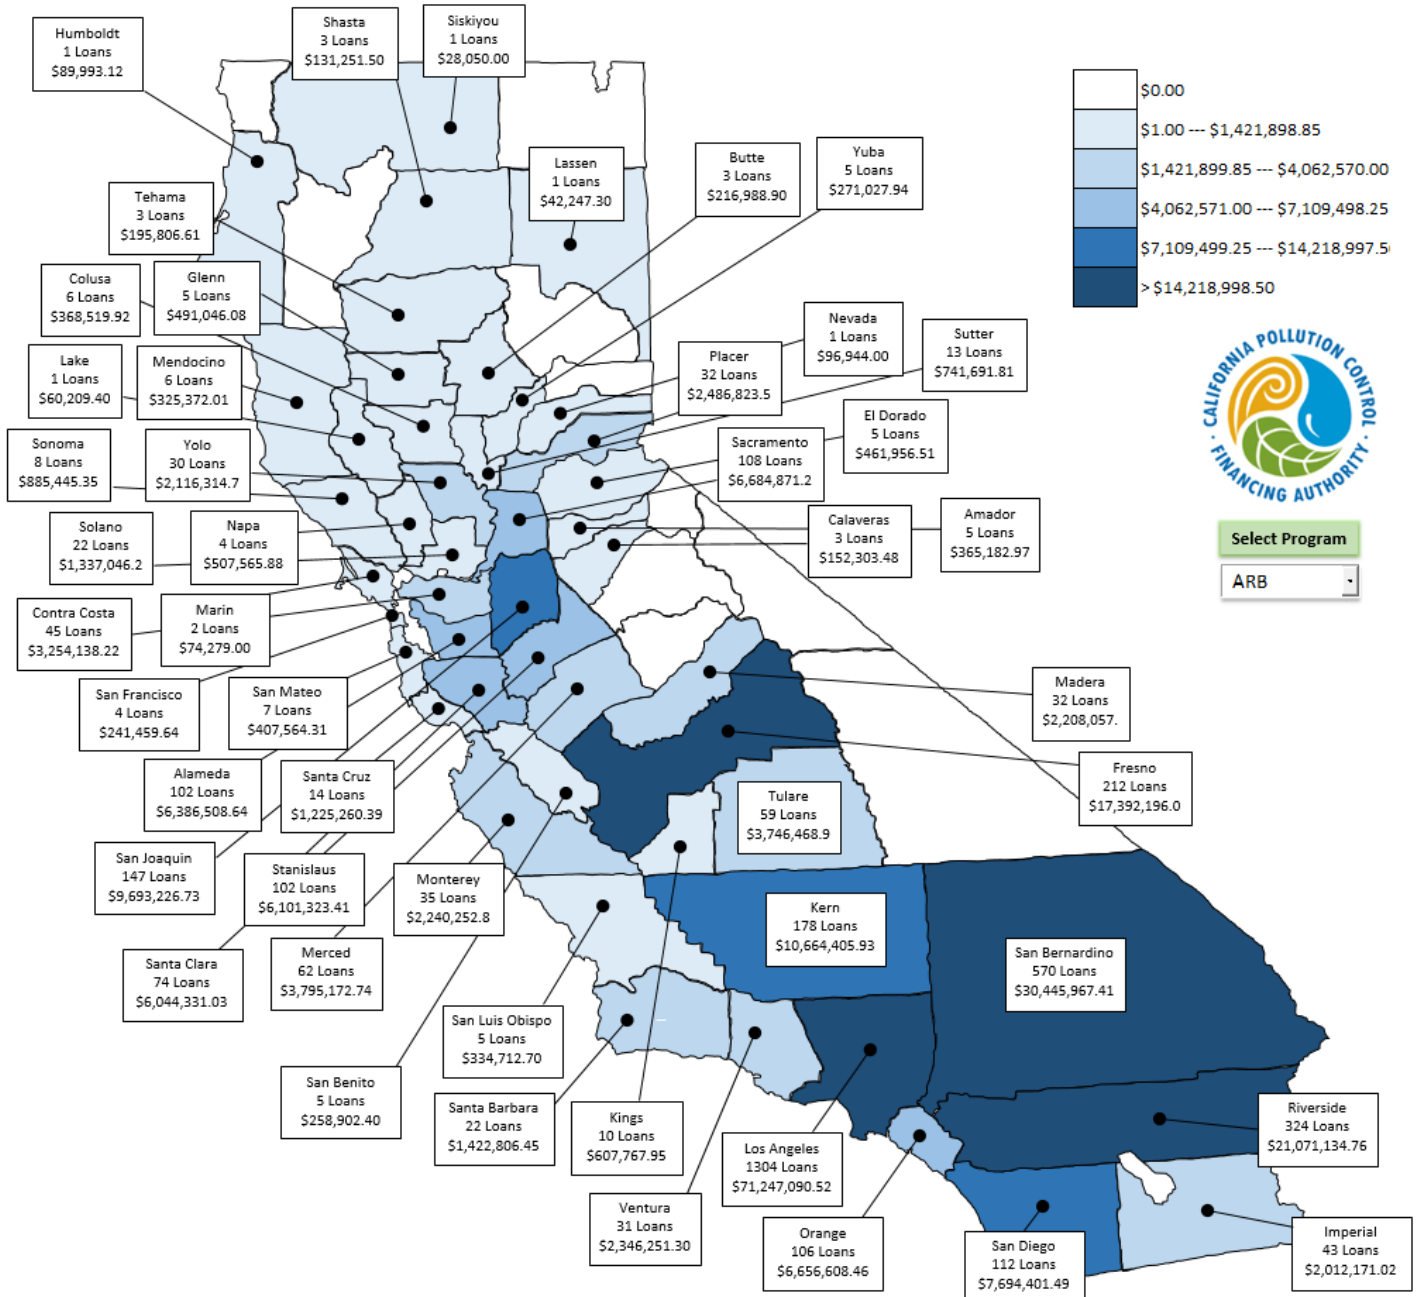 Humboldt
1 Loans
$89,993.12
Shasta
3 Loans
$131,251.50
Siskiyou
1 Loans
$28,050.00
$0.00
$1.00 --- $1,421,898.85
$1,421,899.85 --- $4,062,570.00
$4,062,571.00 --- $7,109,498.25
$7,109,499.25 --- $14,218,997.5
> $14,218,998.50
Lassen
1 Loans
$42,247.30
Butte
3 Loans
$216,988.90
Yuba
5 Loans
$271,027.94
Tehama
3 Loans
$195,806.61
Colusa
6 Loans
$368,519.92
Glenn
5 Loans
$491,046.08
Nevada
1 Loans
$96,944.00
Sutter
13 Loans
$741,691.81
Lake
1 Loans
$60,209.40
Mendocino
6 Loans
$325,372.01
Placer
32 Loans
$2,486,823.5
CALIFORNIA POLLUTION CONTROL
· FINANCING AUTHORITY ·
El Dorado
5 Loans
$461,956.51
Sonoma
8 Loans
$885,445.35
Yolo
30 Loans
$2,116,314.7
Sacramento
108 Loans
$6,684,871.2
Solano
22 Loans
$1,337,046.2
Napa
4 Loans
$507,565.88
Calaveras
3 Loans
$152,303.48
Amador
5 Loans
$365,182.97
Select Program
ARB
Contra Costa
45 Loans
$3,254,138.22
Marin
2 Loans
$74,279.00
San Francisco
4 Loans
$241,459.64
San Mateo
7 Loans
$407,564.31
Madera
32 Loans
$2,208,057.
Alameda
102 Loans
$6,386,508.64
Santa Cruz
14 Loans
$1,225,260.39
Tulare
59 Loans
$3,746,468.9
Fresno
212 Loans
$17,392,196.0
San Joaquin
147 Loans
$9,693,226.73
Stanislaus
102 Loans
$6,101,323.41
Monterey
35 Loans
$2,240,252.8
Kern
178 Loans
$10,664,405.93
San Bernardino
570 Loans
$30,445,967.41
Santa Clara
74 Loans
$6,044,331.03
Merced
62 Loans
$3,795,172.74
San Luis Obispo
5 Loans
$334,712.70
San Benito
5 Loans
$258,902.40
Santa Barbara
22 Loans
$1,422,806.45
Kings
10 Loans
$607,767.95
Los Angeles
1304 Loans
$71,247,090.52
Riverside
324 Loans
$21,071,134.76
Ventura
31 Loans
$2,346,251.30
Orange
106 Loans
$6,656,608.46
San Diego
112 Loans
$7,694,401.49
Imperial
43 Loans
$2,012,171.02